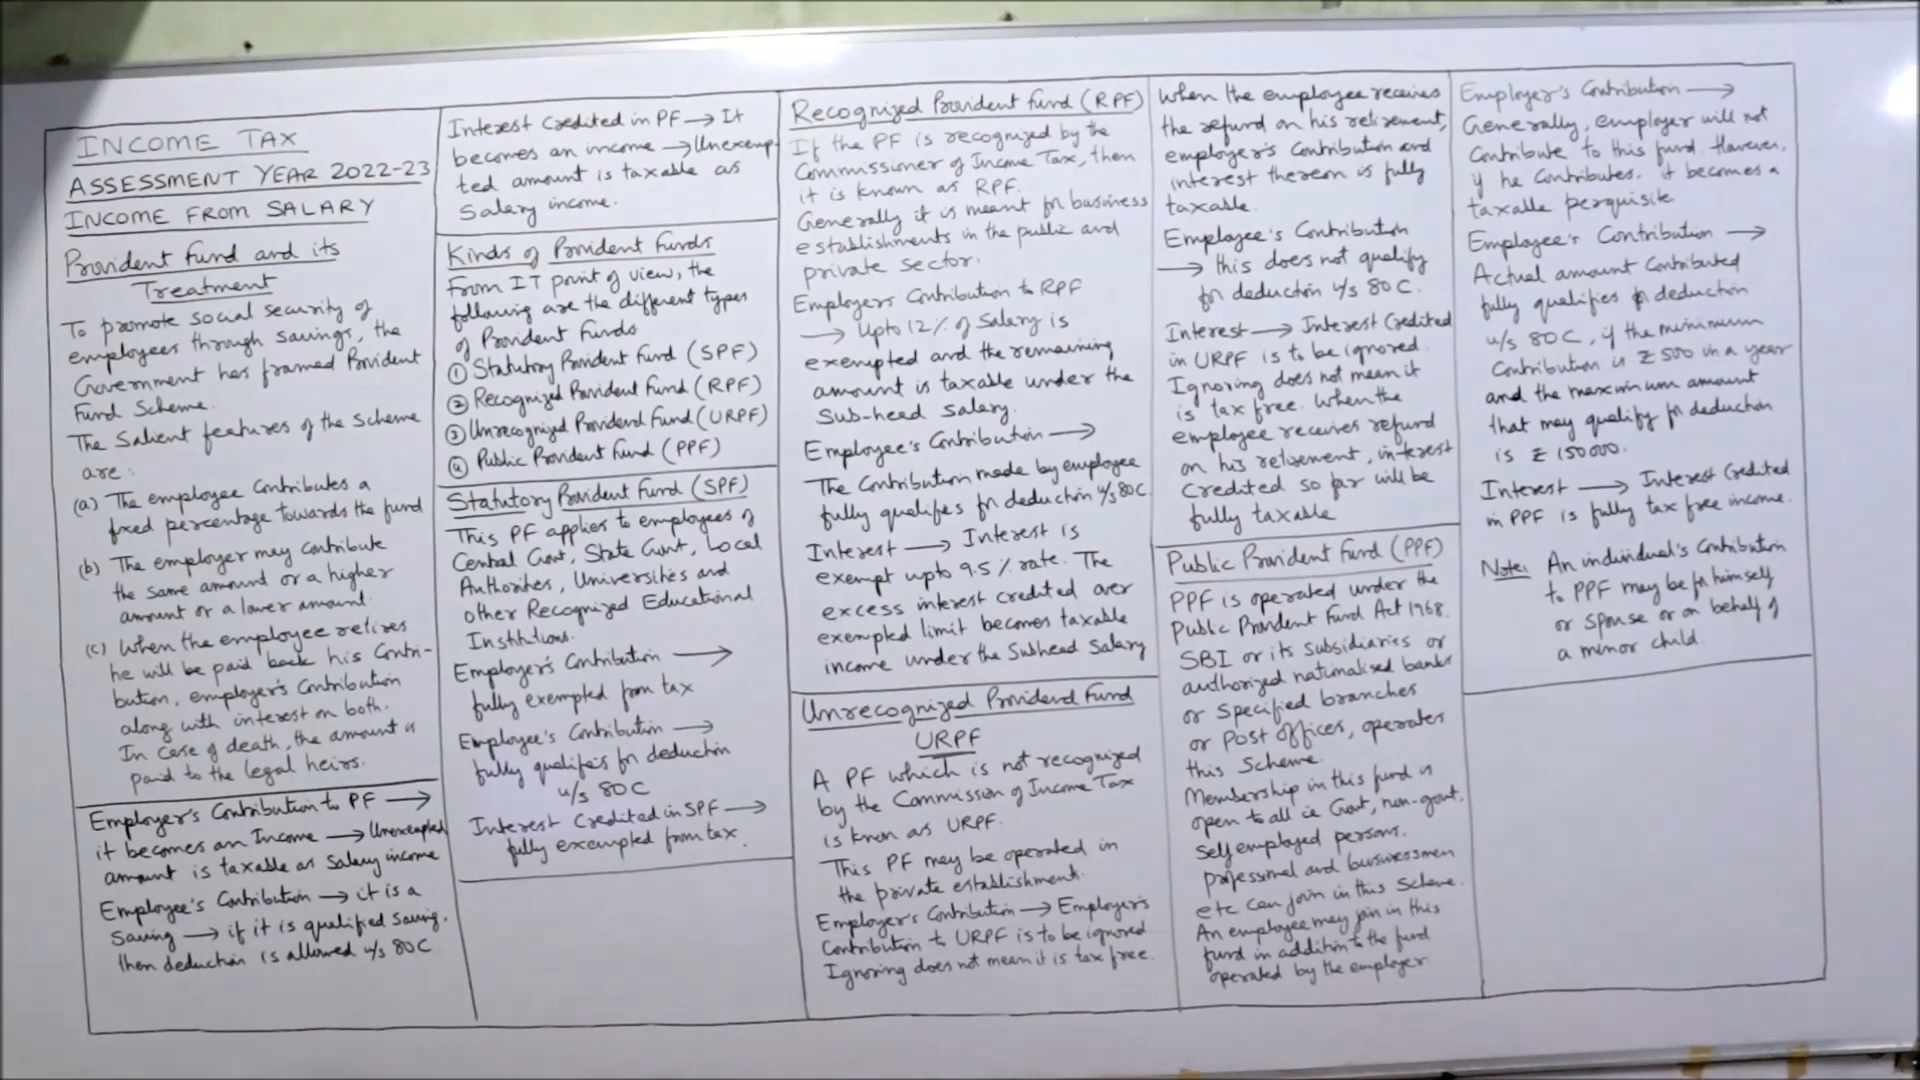 INCOME TAX
ASSESSMENT YEAR 2022-23
INCOME FROM SALARY
Provident Fund and its
Treatment
To promote social security of
employees through savings, the
Government has framed Provident
Fund Scheme.
The Salient features of the Scheme
are:
(a) The employee Contributes a
fixed percentage towards the fund
(b) The employer may contribute
the same amount or a higher
amount or a lower amount.
(c) When the employee retires
he will be paid back his Contri-
bution, employer's Contribution
along with interest on both.
In case of death, the amount is
paid to the legal heirs.
Employer's Contribution to PF →
it becomes an Income → Unexempted
amount is taxable as Salary income
Employee's Contribution → it is a
Saving → if it is qualified Saving.
then deduction is allowed u/s 80C
Interest Credited in PF → It
becomes an income → Unexemp-
ted amount is taxable as
Salary income.
Kinds of Provident Funds
From IT point of view, the
following are the different types
of Provident Funds
① Statutory Provident Fund (SPF)
② Recognized Provident Fund (RPF)
③ Unrecognized Providend Fund (URPF)
④ Public Provident Fund (PPF)
Statutory Provident Fund (SPF)
This PF applies to employees of
Central Govt, State Govt, Local
Authorities, Universities and
other Recognized Educational
Institutions.
Employer's Contribution →
fully exempted from tax
Employee's Contribution →
fully qualifies for deduction
u/s 80C
Interest Credited in SPF →
fully exempted from tax.
Recognized Provident Fund (RPF)
If the PF is recognized by the
Commissioner of Income Tax, then
it is known as RPF.
Generally it is meant for business
establishments in the public and
private sector.
Employers Contribution to RPF
→ Upto 12% of Salary is
exempted and the remaining
amount is taxable under the
Sub-head Salary.
Employee's Contribution →
The Contribution made by employee
fully qualifies for deduction u/s 80C.
Interest → Interest is
exempt upto 9.5% rate. The
excess interest credited over
exempted limit becomes taxable
income under the Subhead Salary
Unrecognized Providend Fund
URPF
A PF which is not recognized
by the Commission of Income Tax
is known as URPF.
This PF may be operated in
the private establishment.
Employer's Contribution → Employer's
Contribution to URPF is to be ignored
Ignoring does not mean it is tax free.
When the employee receives
the refund on his retirement,
employer's Contribution and
interest thereon is fully
taxable.
Employee's Contribution
→ this does not qualify
for deduction u/s 80C.
Interest → Interest Credited
in URPF is to be ignored.
Ignoring does not mean it
is tax free. When the
employee receives refund
on his retirement, interest
Credited so far will be
fully taxable
Public Provident Fund (PPF)
PPF is operated under the
Public Provident Fund Act 1968.
SBI or its subsidiaries or
authorized nationalised banks
or Specified branches
or Post offices, operates
this Scheme.
Membership in this fund is
open to all ie Govt, non-govt.
Self employed persons.
professional and businessmen
etc can join in this Scheme.
An employee may join in this
fund in addition to the fund
operated by the employer
Employer's Contribution →
Generally, employer will not
Contribute to this fund. However,
if he Contributes, it becomes a
taxable perquisite
Employee's Contribution →
Actual amount Contributed
fully qualifies for deduction
u/s 80C, if the minimum
Contribution is ₹ 500 in a year
and the maximum amount
that may qualify for deduction
is ₹ 150000.
Interest → Interest Credited
in PPF is fully tax free income.
Note: An individual's Contribution
to PPF may be for himself
or spouse or on behalf of
a minor child.